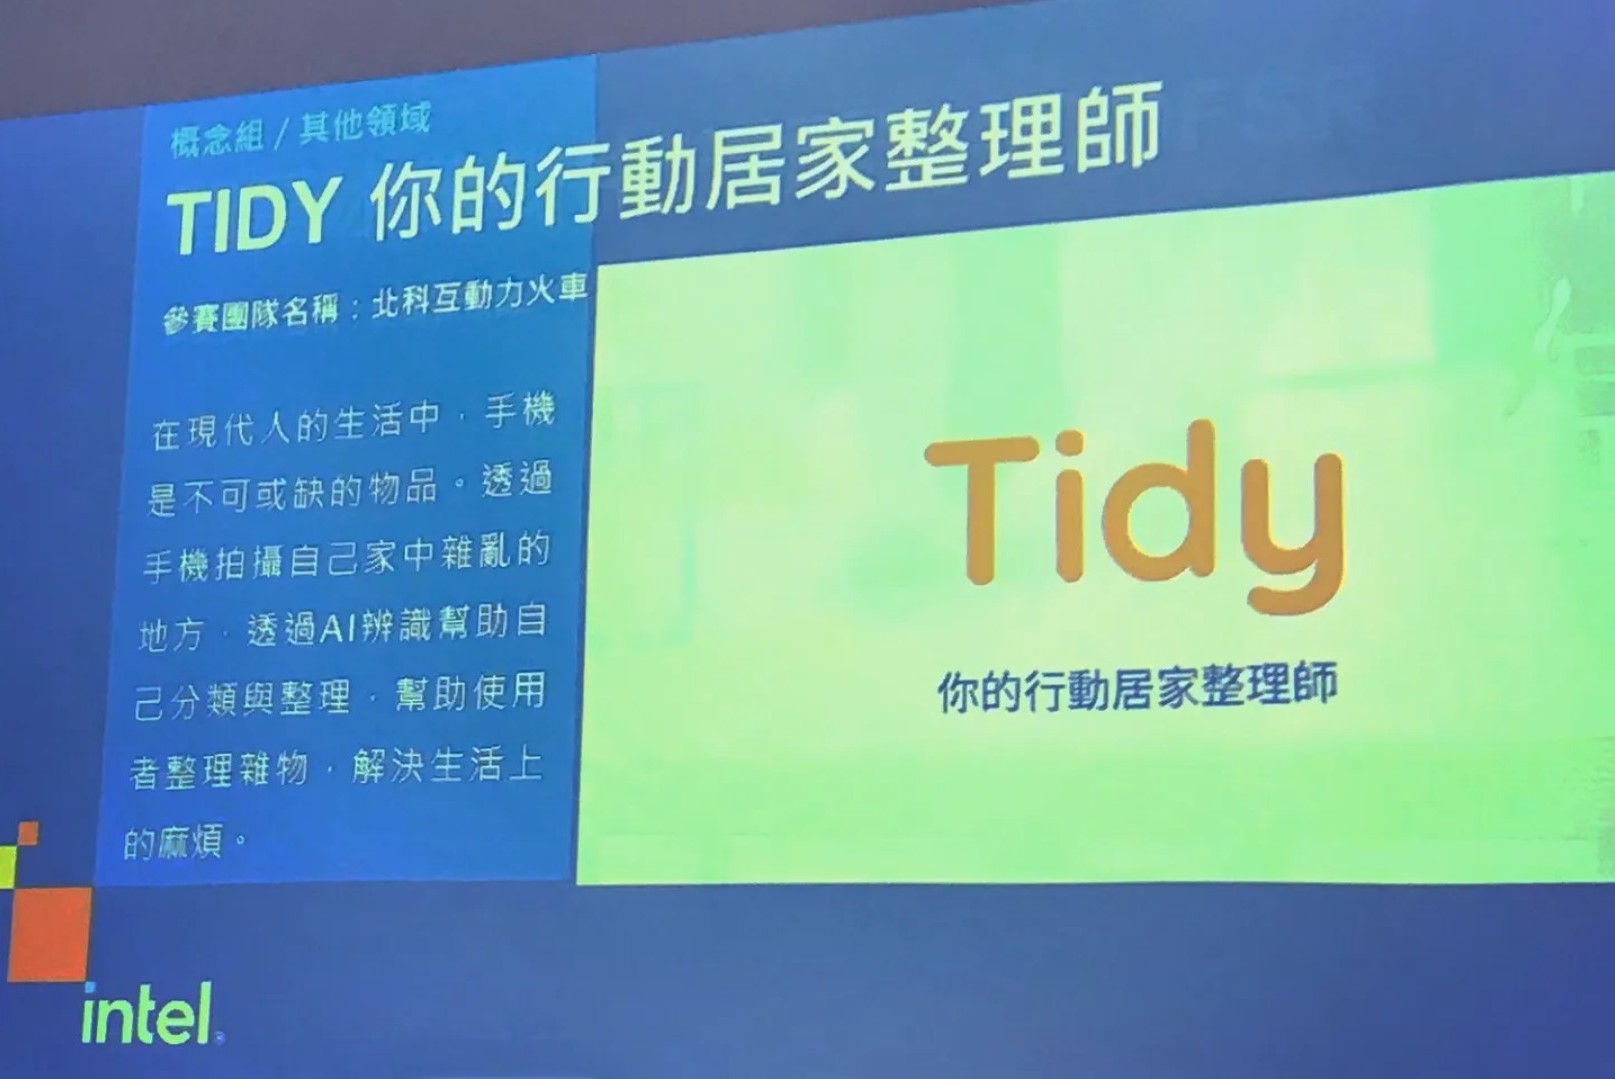 概念組 / 其他領域
TIDY 你的行動居家整理師
參賽團隊名稱：北科互動力火車
在現代人的生活中，手機
是不可或缺的物品。透過
手機拍攝自己家中雜亂的
地方，透過AI辨識幫助自
己分類與整理，幫助使用
者整理雜物，解決生活上
的麻煩。
Tidy
你的行動居家整理師
intel.